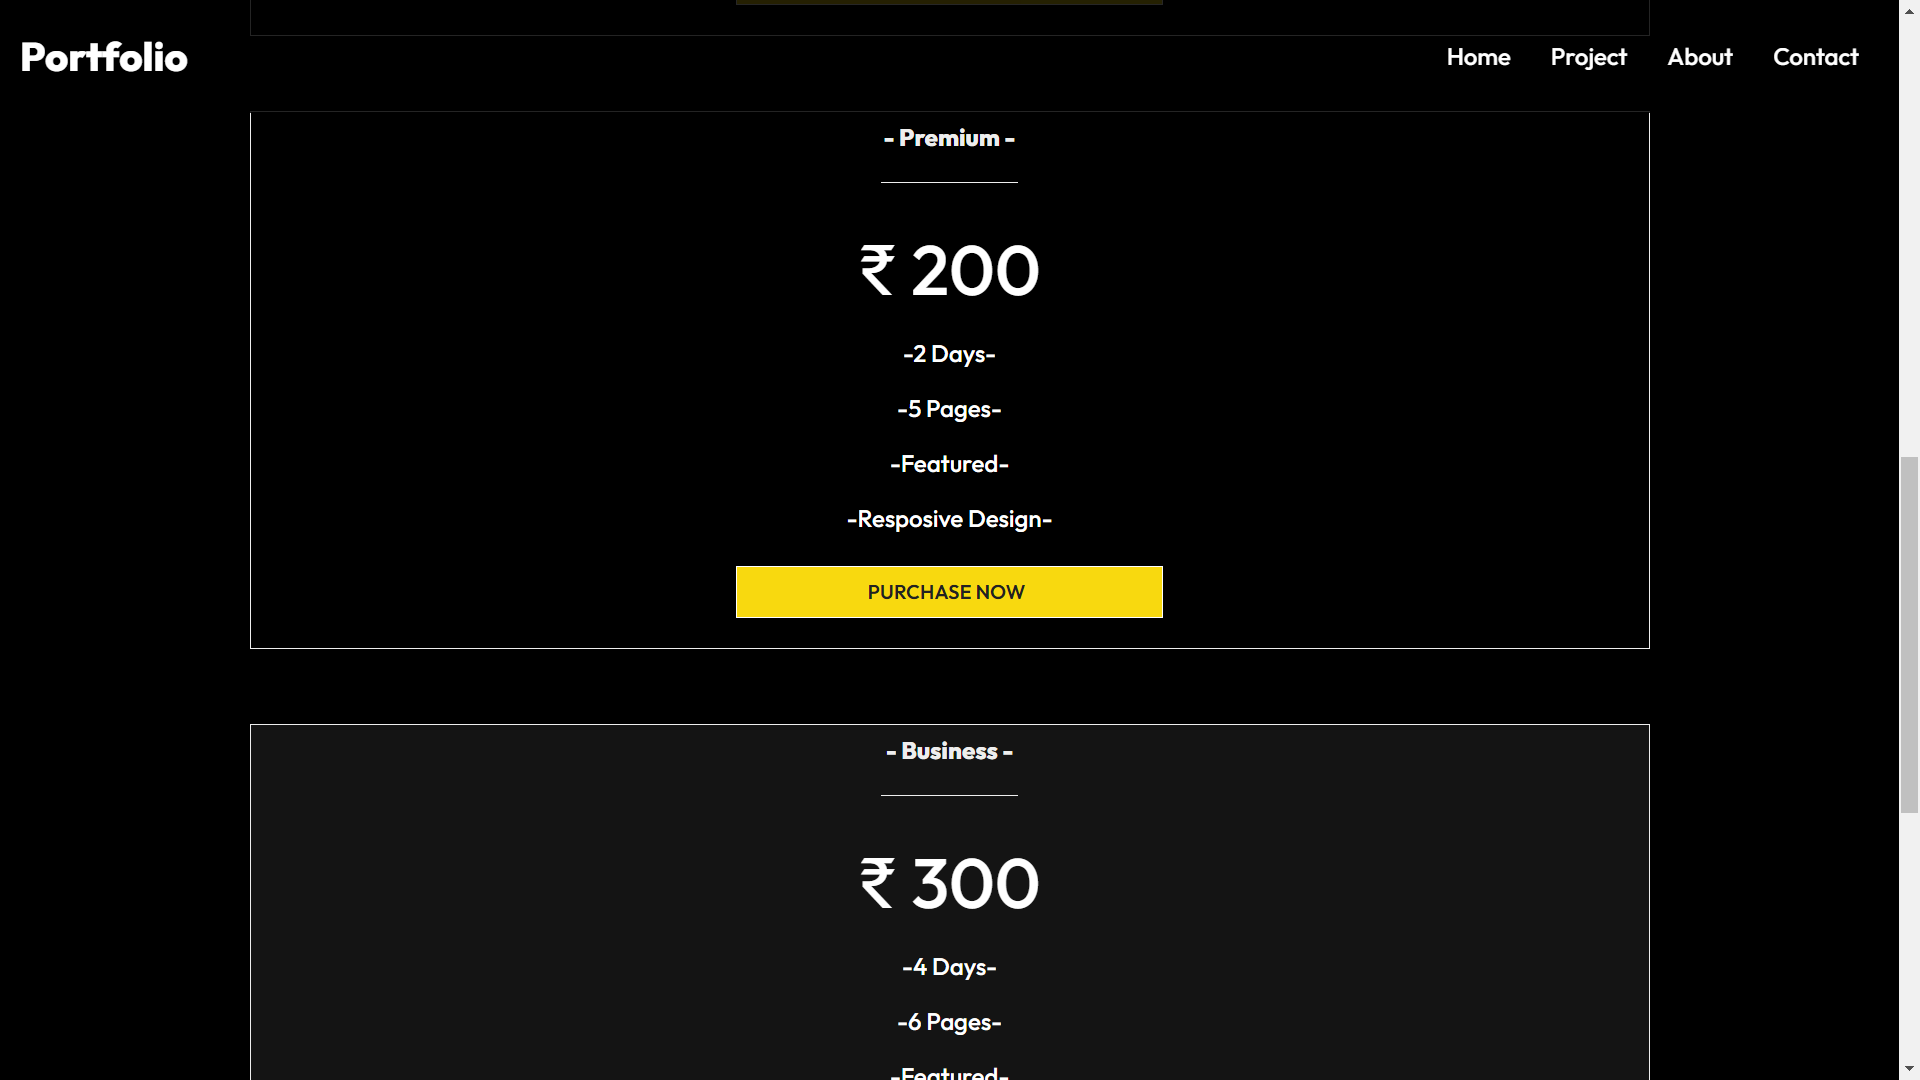 Portfolio
Home Project About Contact
- Premium -
₹ 200
-2 Days-
-5 Pages-
-Featured-
-Resposive Design-
PURCHASE NOW
- Business -
₹ 300
-4 Days-
-6 Pages-
-Featured-